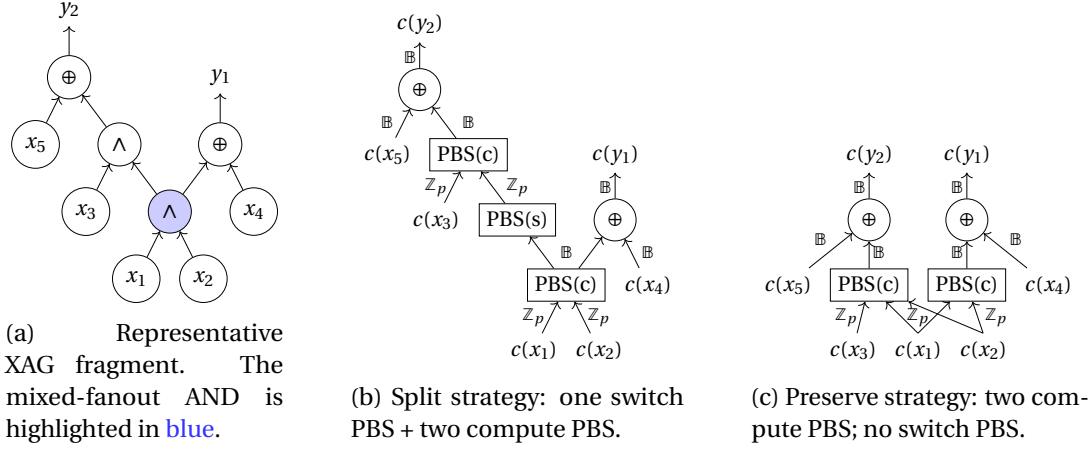 y₂
⊕
y₁
x₅
∧
⊕
x₃
∧
x₄
x₁
x₂
(a) Representative
XAG fragment. The
mixed-fanout AND is
highlighted in blue.
c(y₂)
𝔹
⊕
𝔹 𝔹
c(x₅)
PBS(c)
c(y₁)
ℤₚ ℤₚ
𝔹
c(x₃)
PBS(s)
⊕
𝔹 𝔹
PBS(c)
c(x₄)
ℤₚ ℤₚ
c(x₁) c(x₂)
(b) Split strategy: one switch
PBS + two compute PBS.
c(y₂) c(y₁)
𝔹 𝔹
⊕ ⊕
𝔹 𝔹 𝔹 𝔹
c(x₅) PBS(c) PBS(c) c(x₄)
ℤₚ ℤₚ ℤₚ
c(x₃) c(x₁) c(x₂)
(c) Preserve strategy: two com-
pute PBS; no switch PBS.